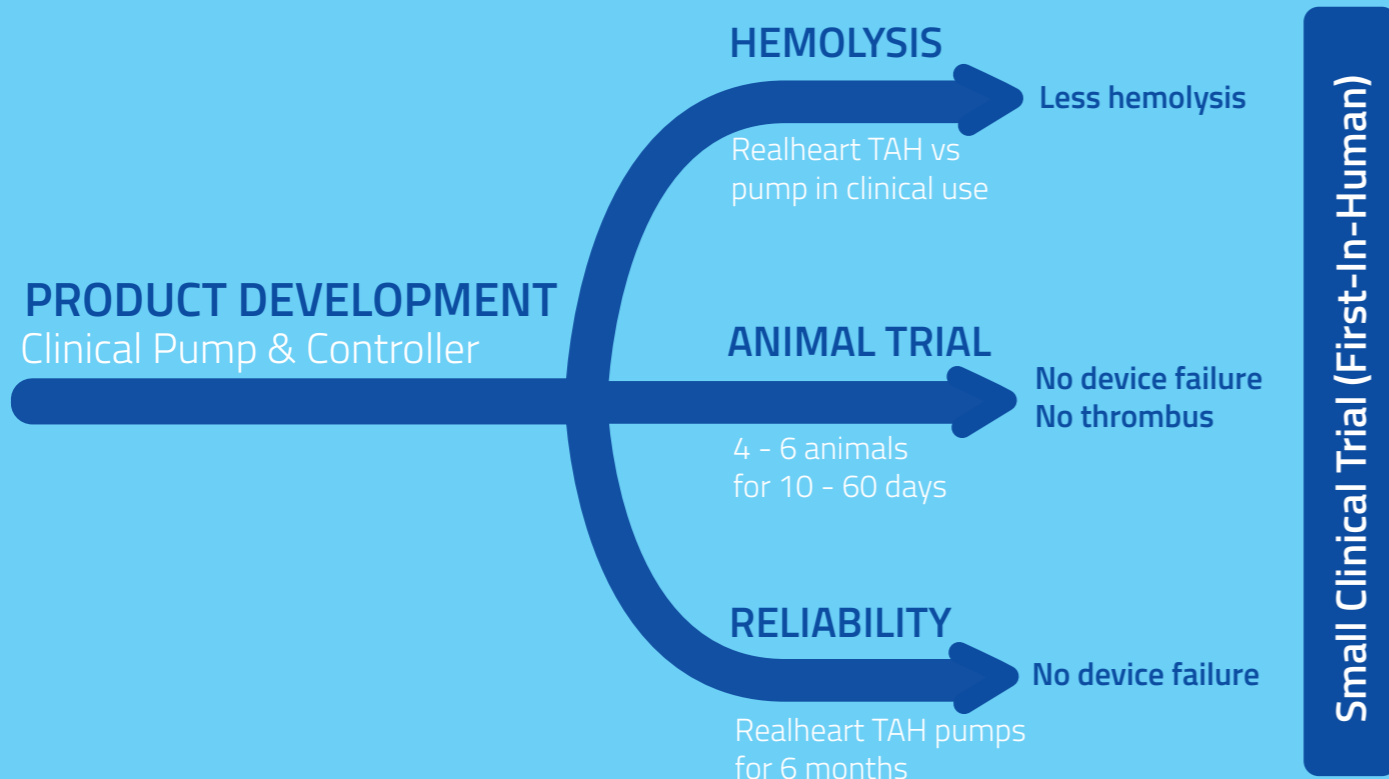 HEMOLYSIS
Less hemolysis
Realheart TAH vs
pump in clinical use
PRODUCT DEVELOPMENT
Clinical Pump & Controller
ANIMAL TRIAL
No device failure
No thrombus
4 - 6 animals
for 10 - 60 days
RELIABILITY
No device failure
Realheart TAH pumps
for 6 months
Small Clinical Trial (First-In-Human)